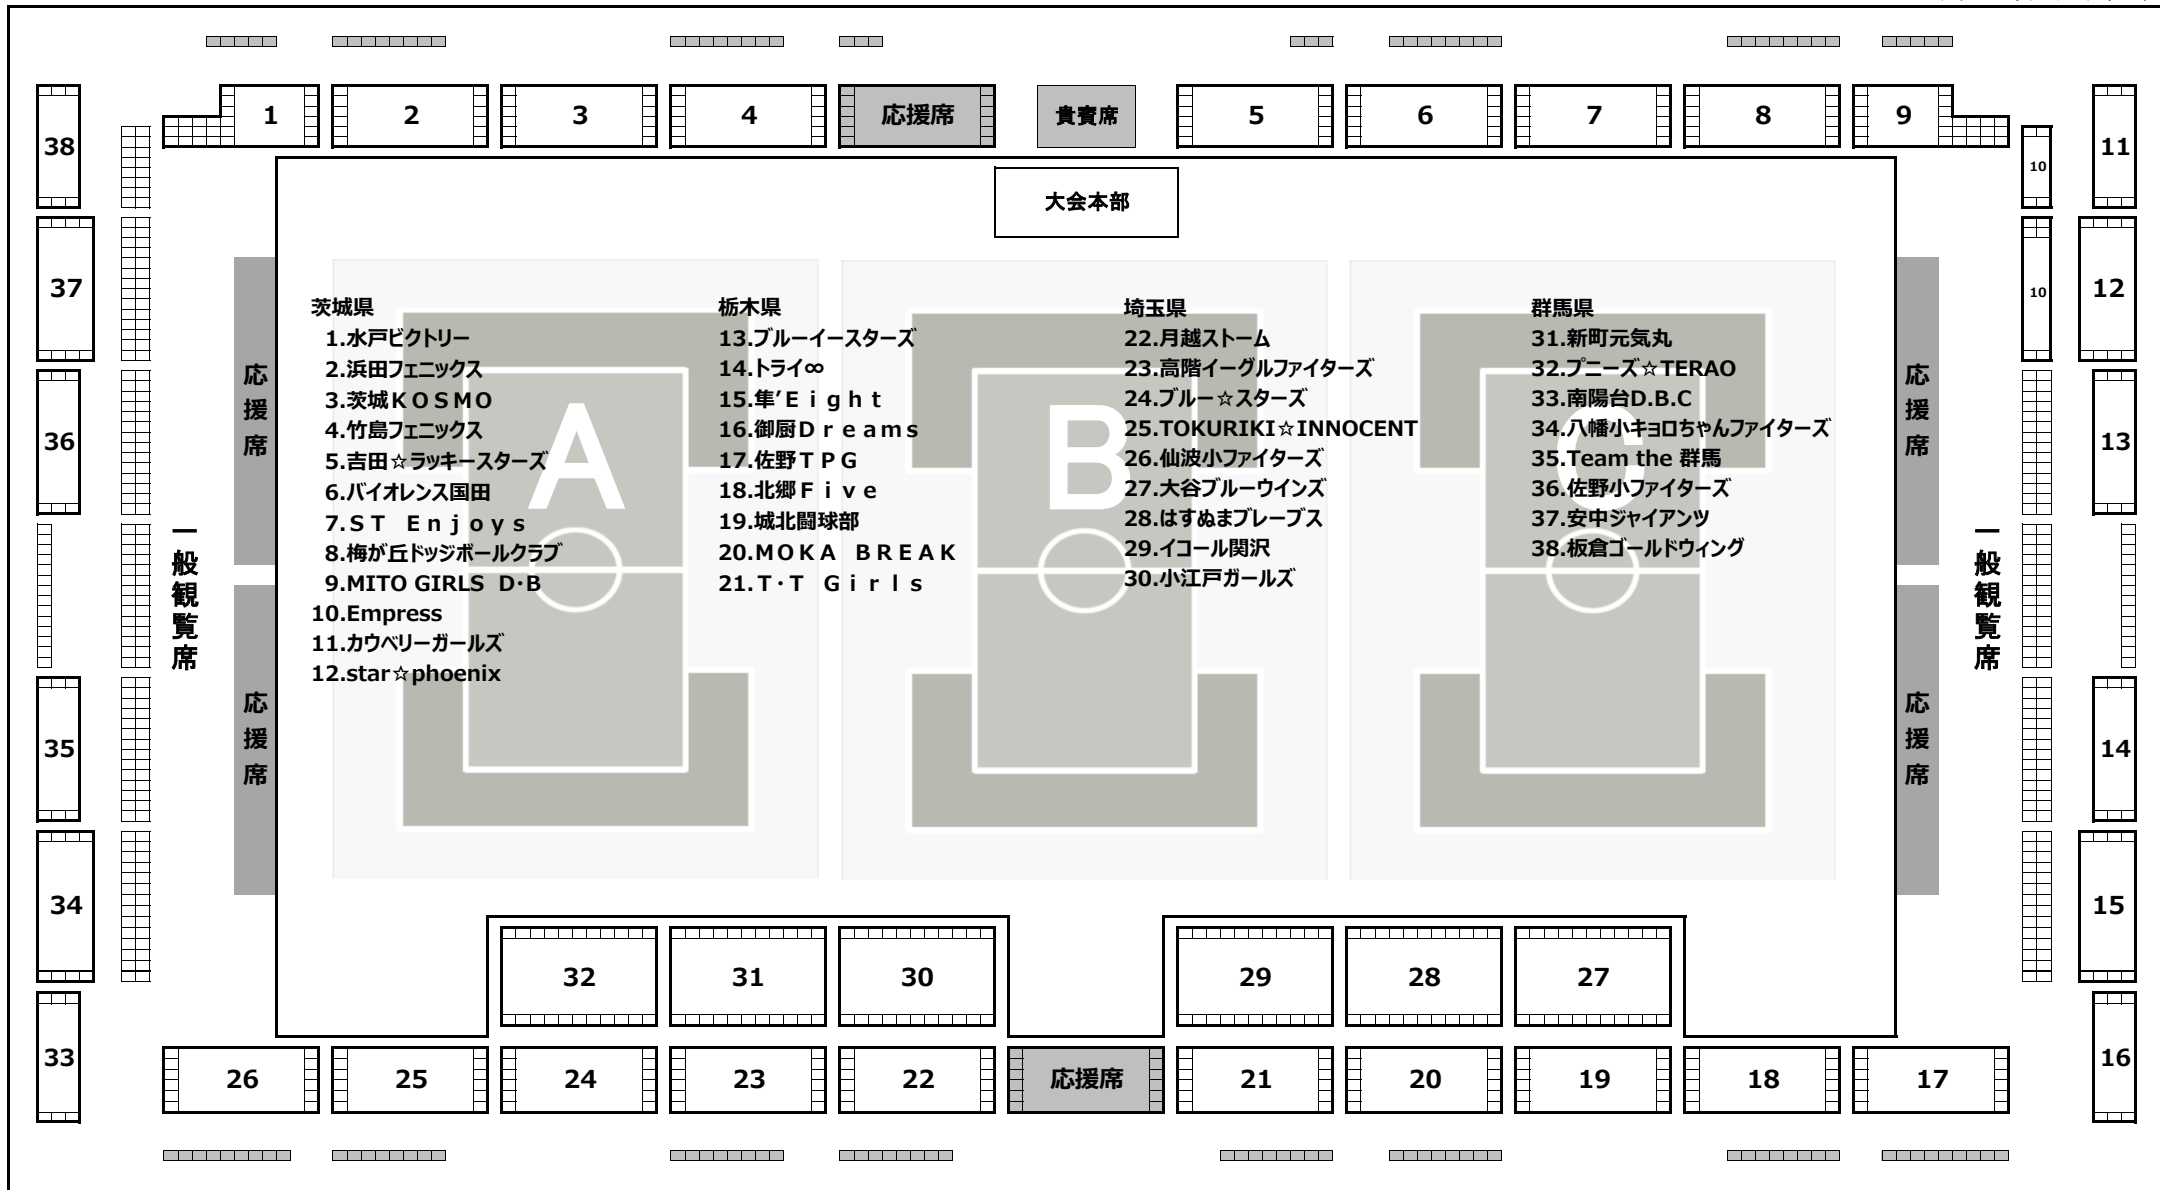 1
2
3
4
応援席
貴賓席
5
6
7
8
9
38
11
10
大会本部
37
10
12
茨城県
1.水戸ビクトリー
2.浜田フェニックス
3.茨城KOSMO
4.竹島フェニックス
5.吉田☆ラッキースターズ
6.バイオレンス国田
7.ST Enjoys
8.梅が丘ドッジボールクラブ
9.MITO GIRLS D・B
10.Empress
11.カウベリーガールズ
12.star☆phoenix
栃木県
13.ブルーイースターズ
14.トライ∞
15.隼’Eight
16.御厨Dreams
17.佐野TPG
18.北郷Five
19.城北闘球部
20.MOKA BREAK
21.T・T Girls
埼玉県
22.月越ストーム
23.高階イーグルファイターズ
24.ブルー☆スターズ
25.TOKURIKI☆INNOCENT
26.仙波小ファイターズ
27.大谷ブルーウインズ
28.はすぬまブレーブス
29.イコール関沢
30.小江戸ガールズ
群馬県
31.新町元気丸
32.プニーズ☆TERAO
33.南陽台D.B.C
34.八幡小キョロちゃんファイターズ
35.Team the 群馬
36.佐野小ファイターズ
37.安中ジャイアンツ
38.板倉ゴールドウィング
A
B
C
応援席
応援席
36
13
一般観覧席
一般観覧席
応援席
応援席
35
14
34
15
32
31
30
29
28
27
33
16
26
25
24
23
22
応援席
21
20
19
18
17